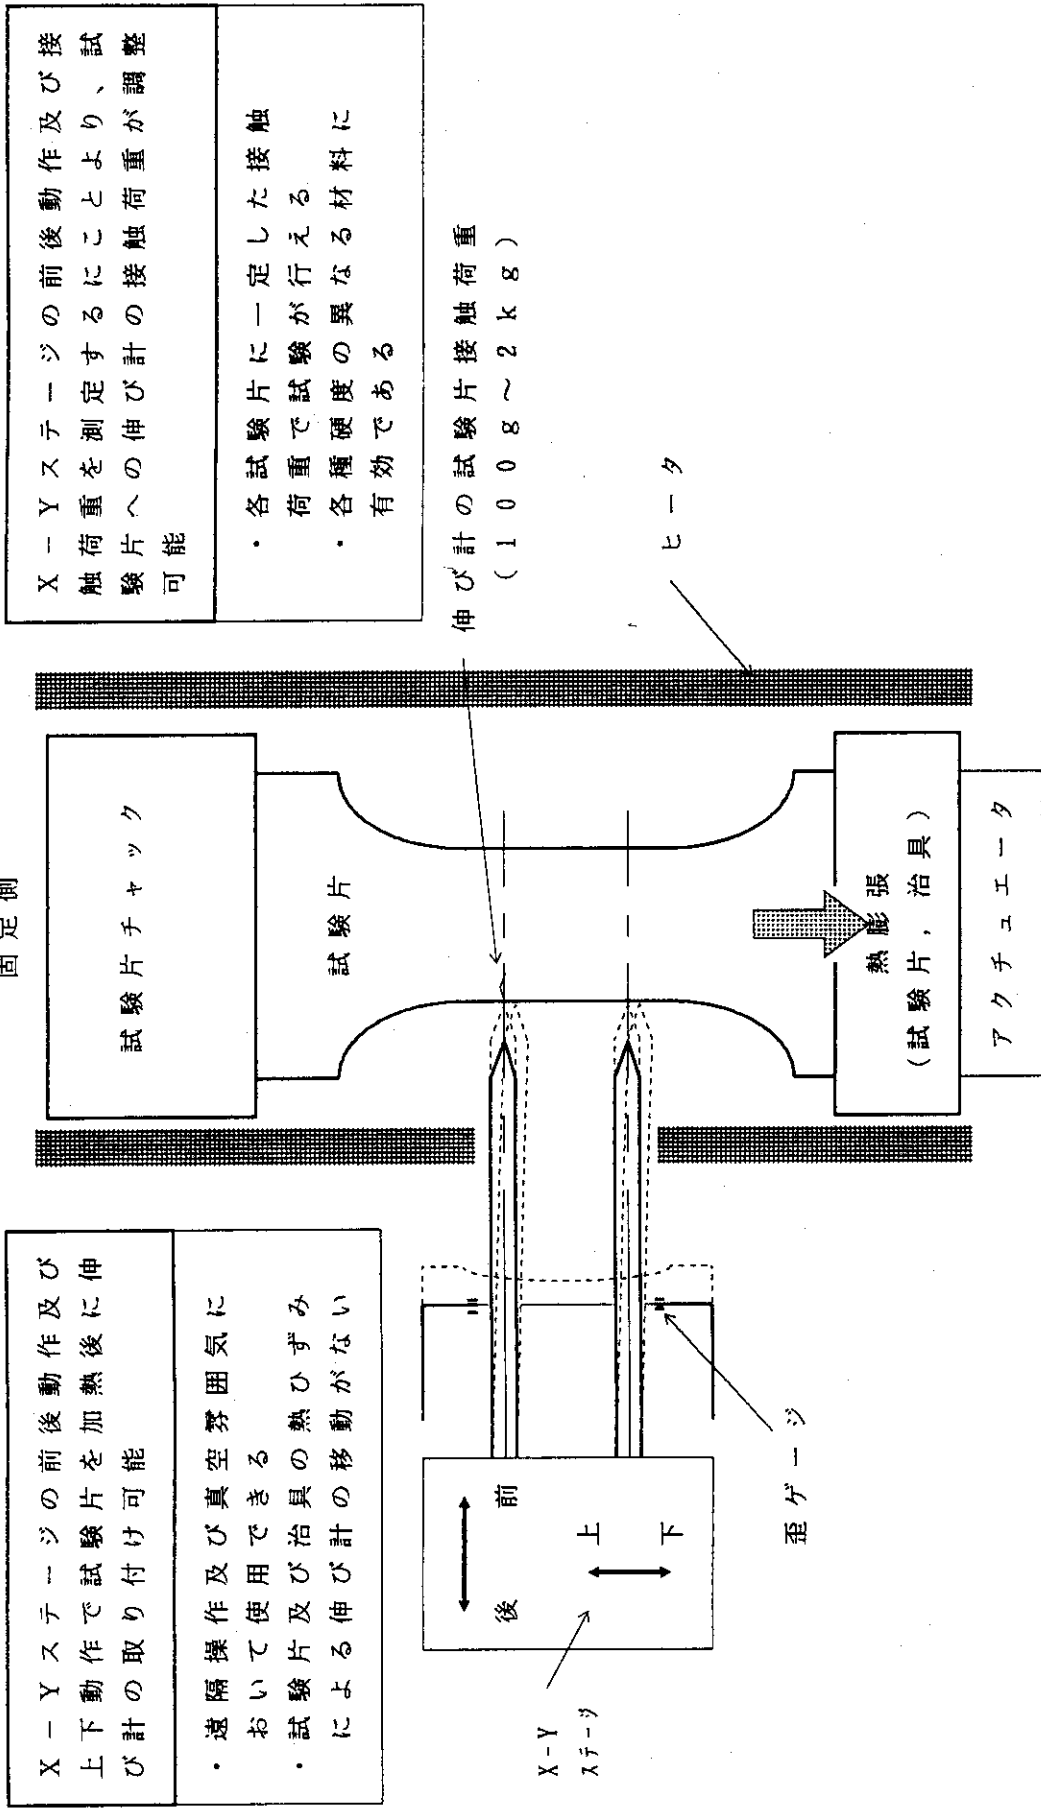 X－Yステージの前後動作及び
上下動作で試験片を加熱後に伸
び計の取り付け可能
・遠隔操作及び真空雰囲気に
おいて使用できる
・試験片及び治具の熱ひずみ
による伸び計の移動がない
X－Yステージの前後動作及び接
触荷重を測定するにことより、試
験片への伸び計の接触荷重が調整
可能
・各試験片に一定した接触
荷重で試験が行える
・各種硬度の異なる材料に
有効である
固定側
試験片チャック
試験片
伸び計の試験片接触荷重
（100g～2kg）
ヒータ
後 前
上
下
X-Y
ステージ
歪ゲージ
熱膨張
（試験片，治具）
アクチュエータ